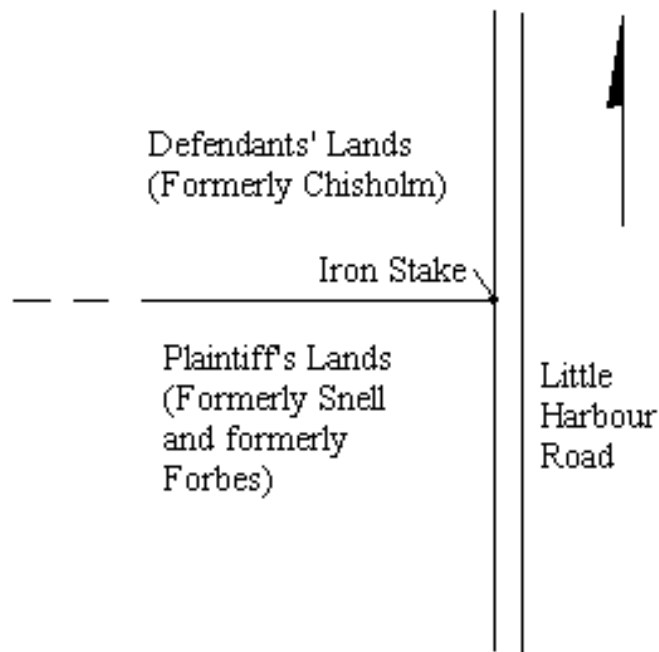 Defendants' Lands
(Formerly Chisholm)
Iron Stake
Plaintiff's Lands
(Formerly Snell
and formerly
Forbes)
Little
Harbour
Road